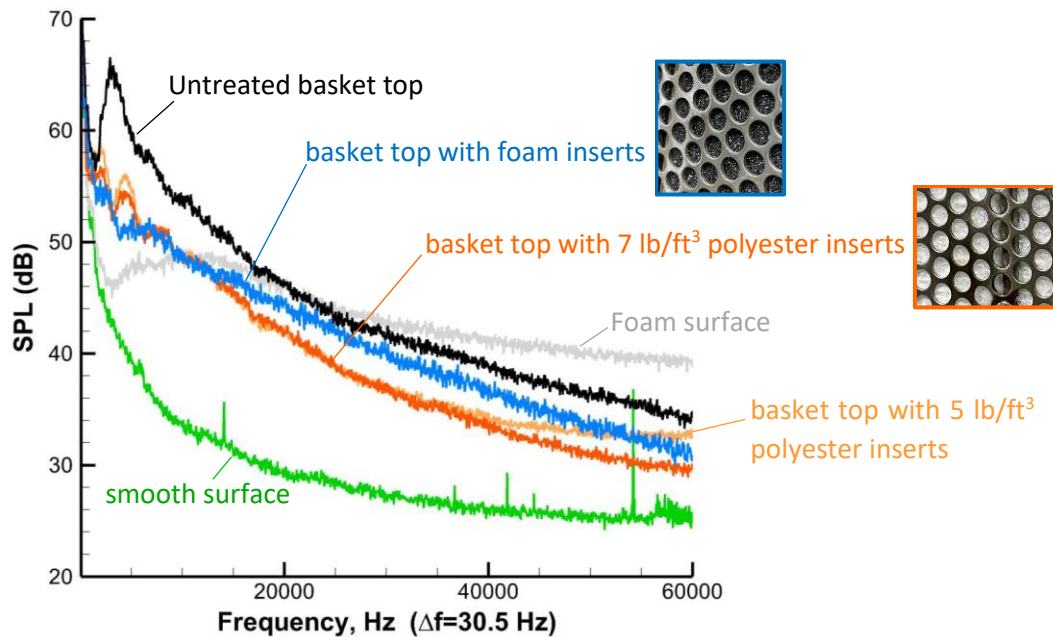 70
Untreated basket top
60
basket top with foam inserts
50
basket top with 7 lb/ft³ polyester inserts
SPL (dB)
Foam surface
40
basket top with 5 lb/ft³
polyester inserts
30
smooth surface
20
20000
40000
60000
Frequency, Hz (Δf=30.5 Hz)